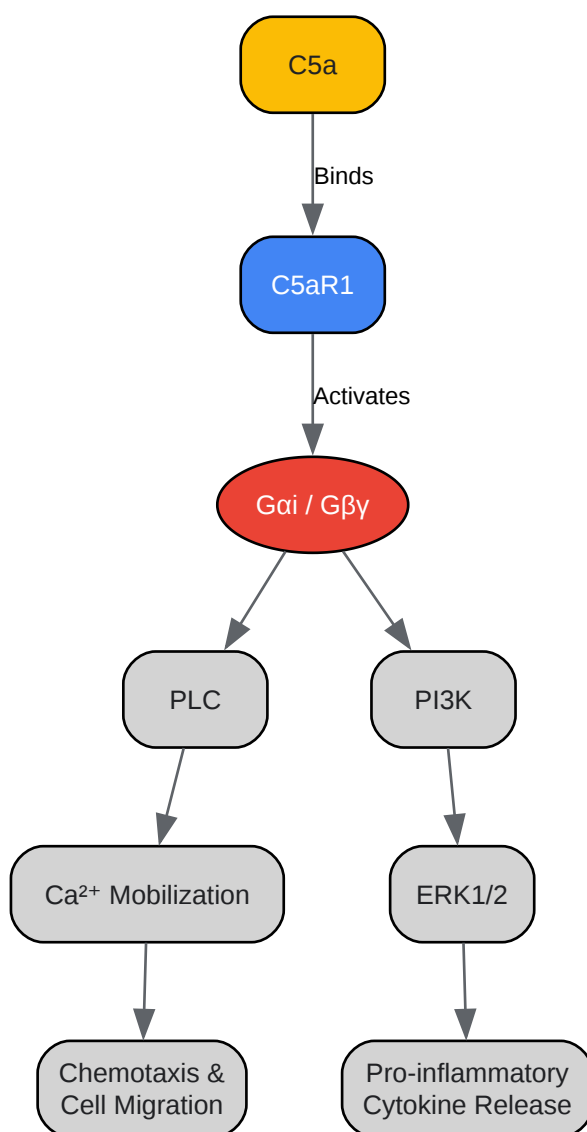 C5a
Binds
C5aR1
Activates
Gαi / Gβγ
PLC
PI3K
Ca²⁺ Mobilization
ERK1/2
Chemotaxis &
Cell Migration
Pro-inflammatory
Cytokine Release